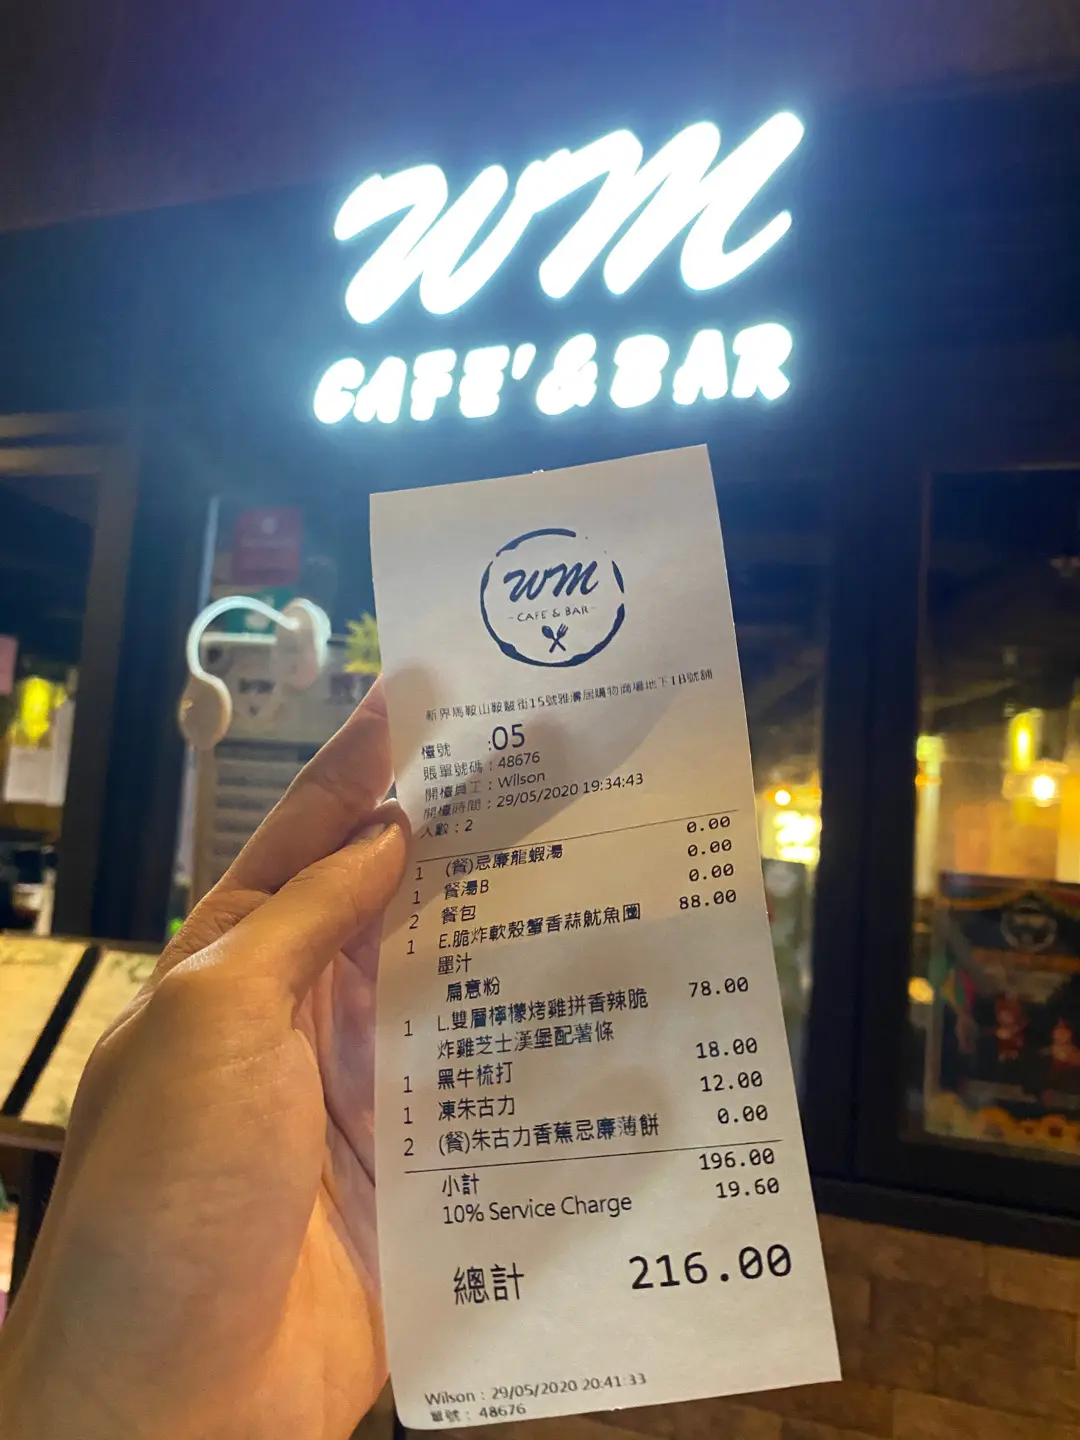 WM
CAFE' & BAR
WM
- CAFE & BAR -
新界馬鞍山鞍駿街15號雅濤居購物商場地下1B號舖
檯號 :05
賬單號碼 : 48676
開檯員工 : Wilson
開檯時間 : 29/05/2020 19:34:43
人數 : 2
1 (餐)忌廉龍蝦湯 0.00
1 餐湯B 0.00
2 餐包 0.00
1 E.脆炸軟殼蟹香蒜魷魚圈 88.00
墨汁
扁意粉
1 L.雙層檸檬烤雞拼香辣脆 78.00
炸雞芝士漢堡配薯條
1 黑牛梳打 18.00
1 凍朱古力 12.00
2 (餐)朱古力香蕉忌廉薄餅 0.00
小計 196.00
10% Service Charge 19.60
總計 216.00
Wilson : 29/05/2020 20:41:33
單號 : 48676